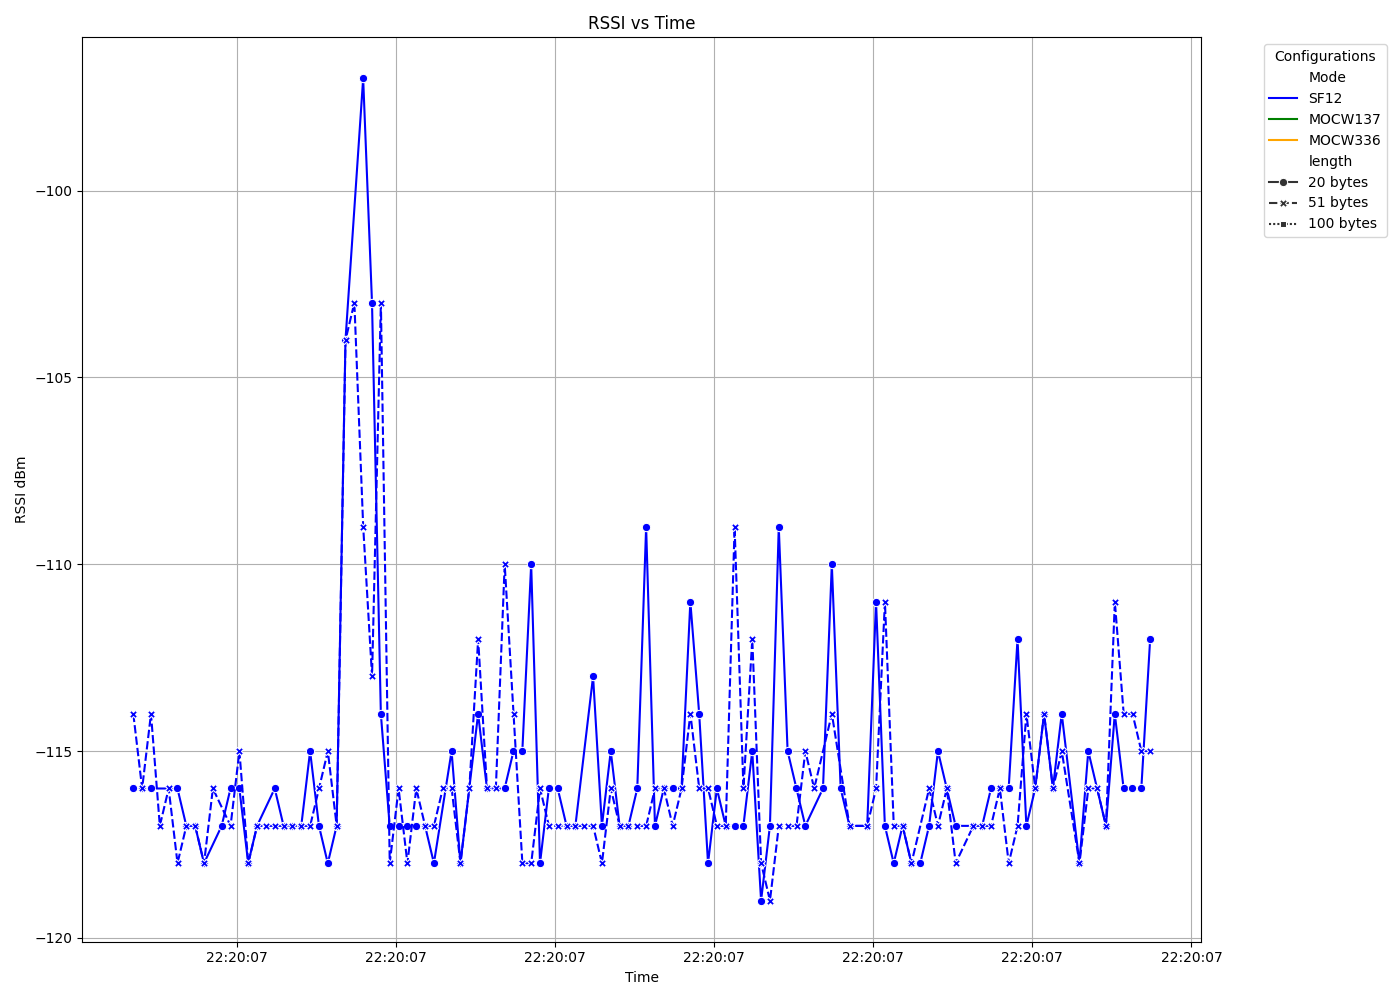 RSSI vs Time
Configurations
Mode
SF12
MOCW137
MOCW336
length
20 bytes
51 bytes
100 bytes
RSSI dBm
−100
−105
−110
−115
−120
22:20:07 22:20:07 22:20:07 22:20:07 22:20:07 22:20:07 22:20:07
Time